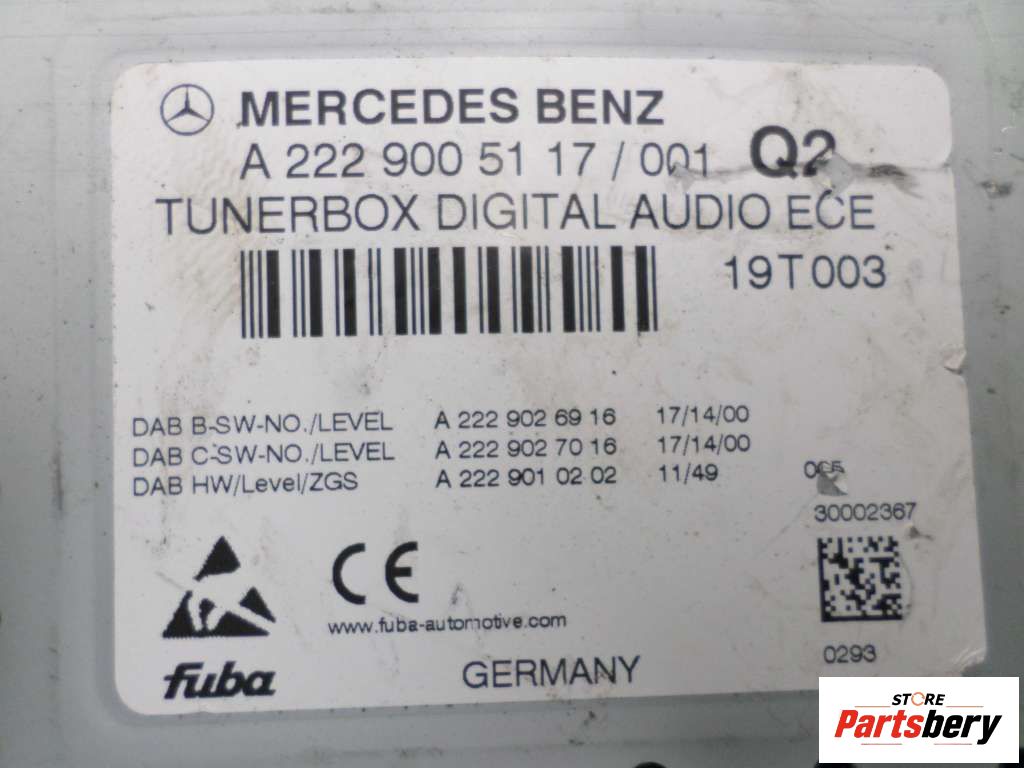 MERCEDES BENZ
A 222 900 51 17 / 001 Q2
TUNERBOX DIGITAL AUDIO ECE
19T003
DAB B-SW-NO./LEVEL A 222 902 69 16 17/14/00
DAB C-SW-NO./LEVEL A 222 902 70 16 17/14/00
DAB HW/Level/ZGS A 222 901 02 02 11/49
30002367
CE
www.fuba-automotive.com
0293
fuba
GERMANY
STORE
Partsbery